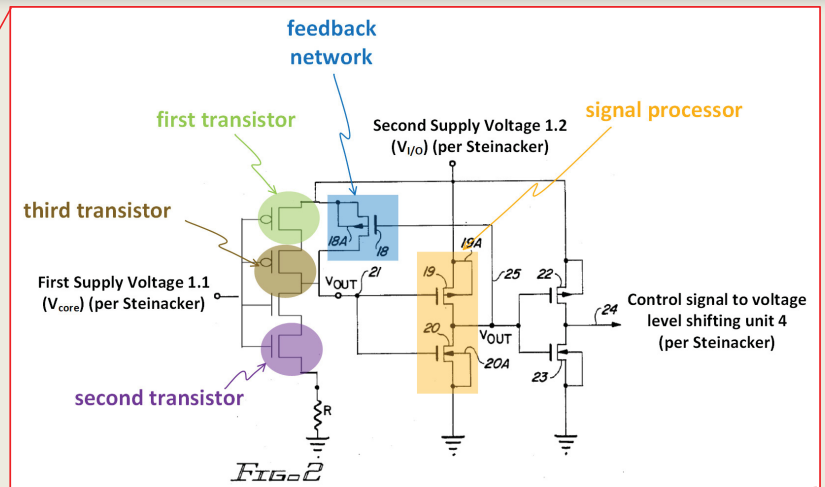 feedback
network
first transistor
Second Supply Voltage 1.2
(VI/O) (per Steinacker)
signal processor
third transistor
18A
18
19A
First Supply Voltage 1.1
(Vcore) (per Steinacker)
VOUT
21
19
25
22
20
VOUT
24
Control signal to voltage
level shifting unit 4
(per Steinacker)
20A
23
second transistor
R
FIG. 2